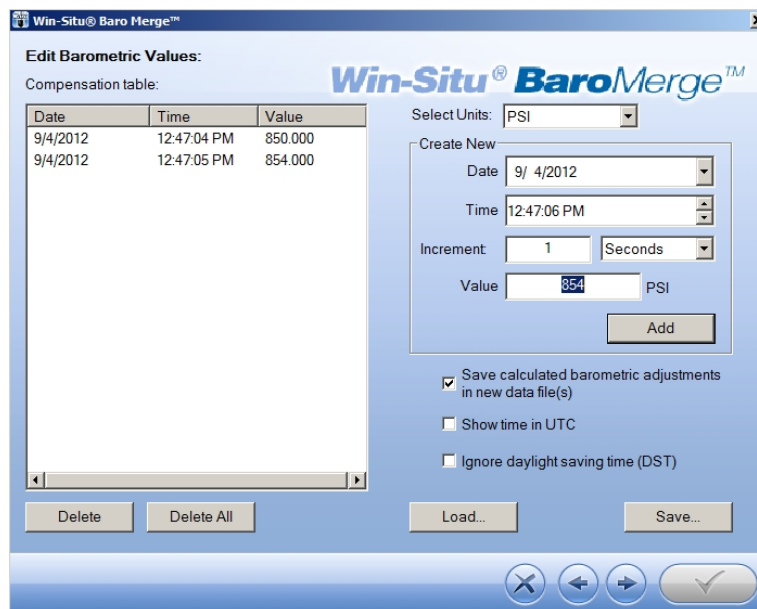 Win-Situ® Baro Merge™
Edit Barometric Values:
Win-Situ® BaroMerge™
Compensation table:
Date Time Value
9/4/2012 12:47:04 PM 850.000
9/4/2012 12:47:05 PM 854.000
Select Units: PSI
Create New
Date 9/ 4/2012
Time 12:47:06 PM
Increment: 1 Seconds
Value 854 PSI
Add
Save calculated barometric adjustments
in new data file(s)
Show time in UTC
Ignore daylight saving time (DST)
Delete Delete All Load... Save...